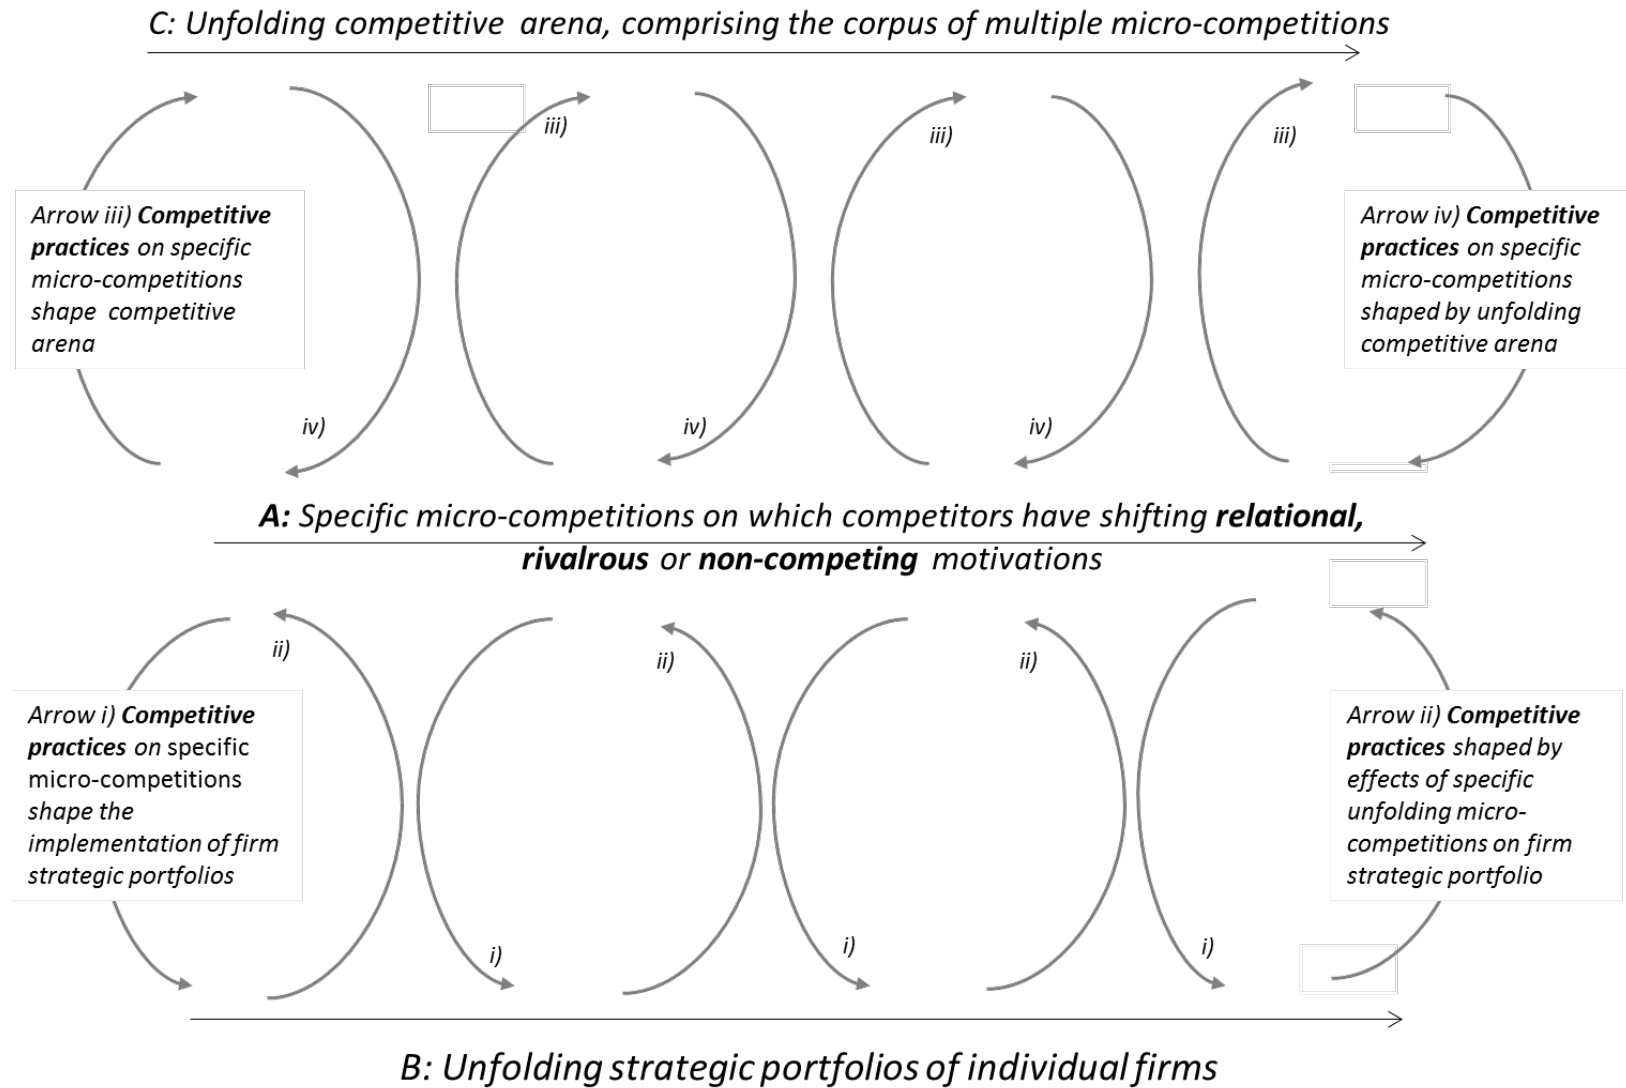 C: Unfolding competitive arena, comprising the corpus of multiple micro-competitions
iii)
iii)
iii)
Arrow iii) Competitive
practices on specific
micro-competitions
shape competitive
arena
Arrow iv) Competitive
practices on specific
micro-competitions
shaped by unfolding
competitive arena
iv)
iv)
iv)
A: Specific micro-competitions on which competitors have shifting relational,
rivalrous or non-competing motivations
ii)
ii)
ii)
Arrow i) Competitive
practices on specific
micro-competitions
shape the
implementation of firm
strategic portfolios
Arrow ii) Competitive
practices shaped by
effects of specific
unfolding micro-
competitions on firm
strategic portfolio
i)
i)
i)
B: Unfolding strategic portfolios of individual firms